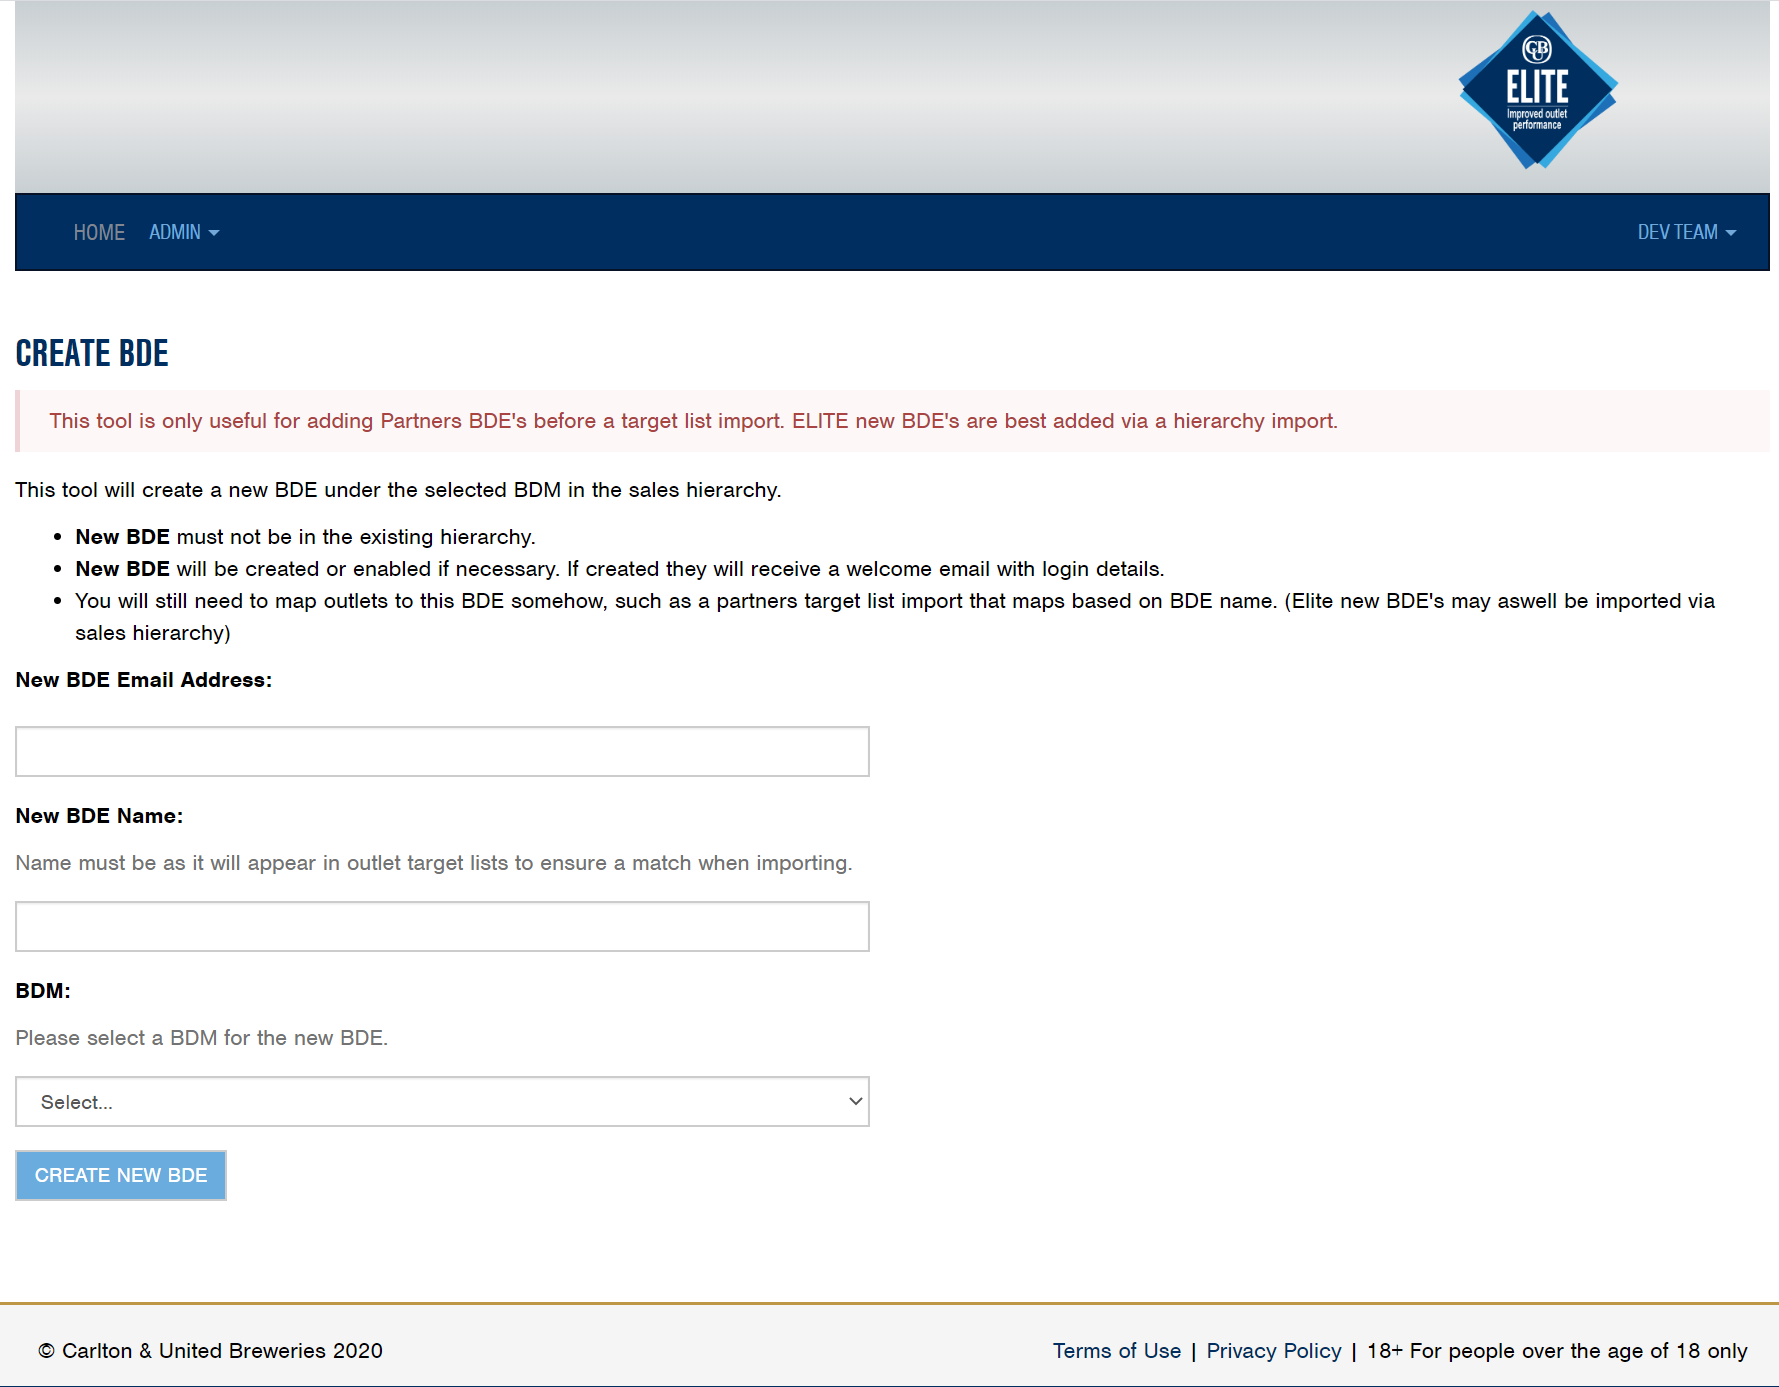 CUB
ELITE
Improved outlet
performance
HOME ADMIN DEV TEAM
CREATE BDE
This tool is only useful for adding Partners BDE's before a target list import. ELITE new BDE's are best added via a hierarchy import.
This tool will create a new BDE under the selected BDM in the sales hierarchy.
• New BDE must not be in the existing hierarchy.
• New BDE will be created or enabled if necessary. If created they will receive a welcome email with login details.
• You will still need to map outlets to this BDE somehow, such as a partners target list import that maps based on BDE name. (Elite new BDE's may aswell be imported via
sales hierarchy)
New BDE Email Address:
New BDE Name:
Name must be as it will appear in outlet target lists to ensure a match when importing.
BDM:
Please select a BDM for the new BDE.
Select...
CREATE NEW BDE
© Carlton & United Breweries 2020 Terms of Use | Privacy Policy | 18+ For people over the age of 18 only